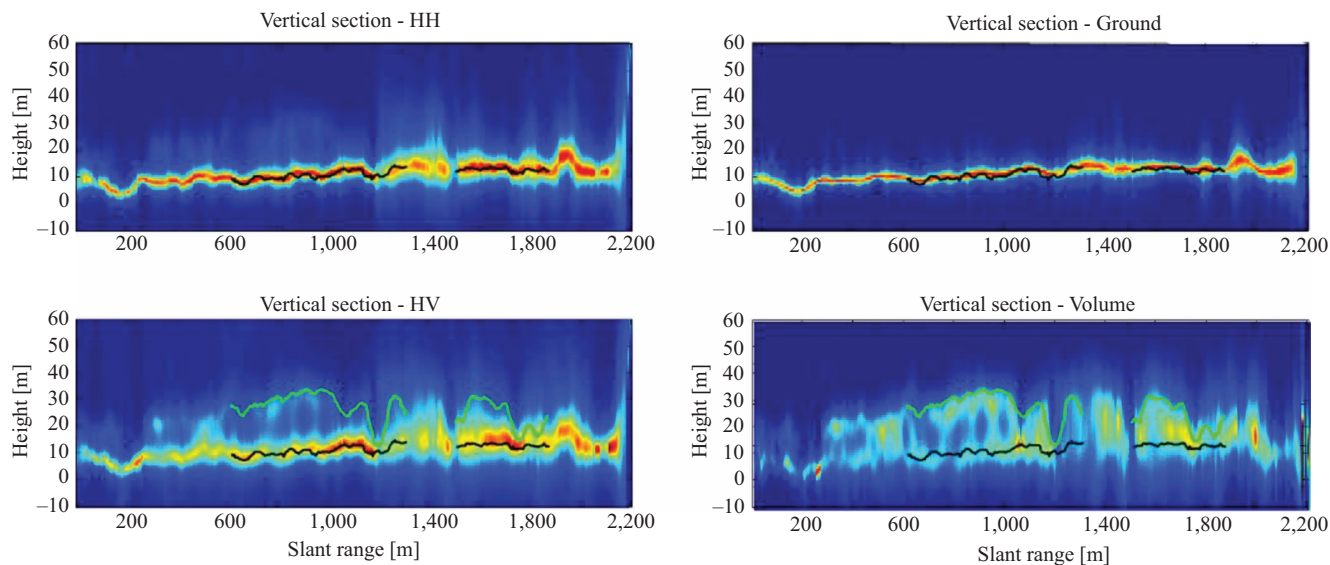 Vertical section - HH
60
50
40
30
20
10
0
–10
Height [m]
200 600 1,000 1,400 1,800 2,200
Vertical section - Ground
60
50
40
30
20
10
0
–10
Height [m]
200 600 1,000 1,400 1,800 2,200
Vertical section - HV
60
50
40
30
20
10
0
–10
Height [m]
200 600 1,000 1,400 1,800 2,200
Slant range [m]
Vertical section - Volume
60
50
40
30
20
10
0
–10
Height [m]
200 600 1,000 1,400 1,800 2,200
Slant range [m]